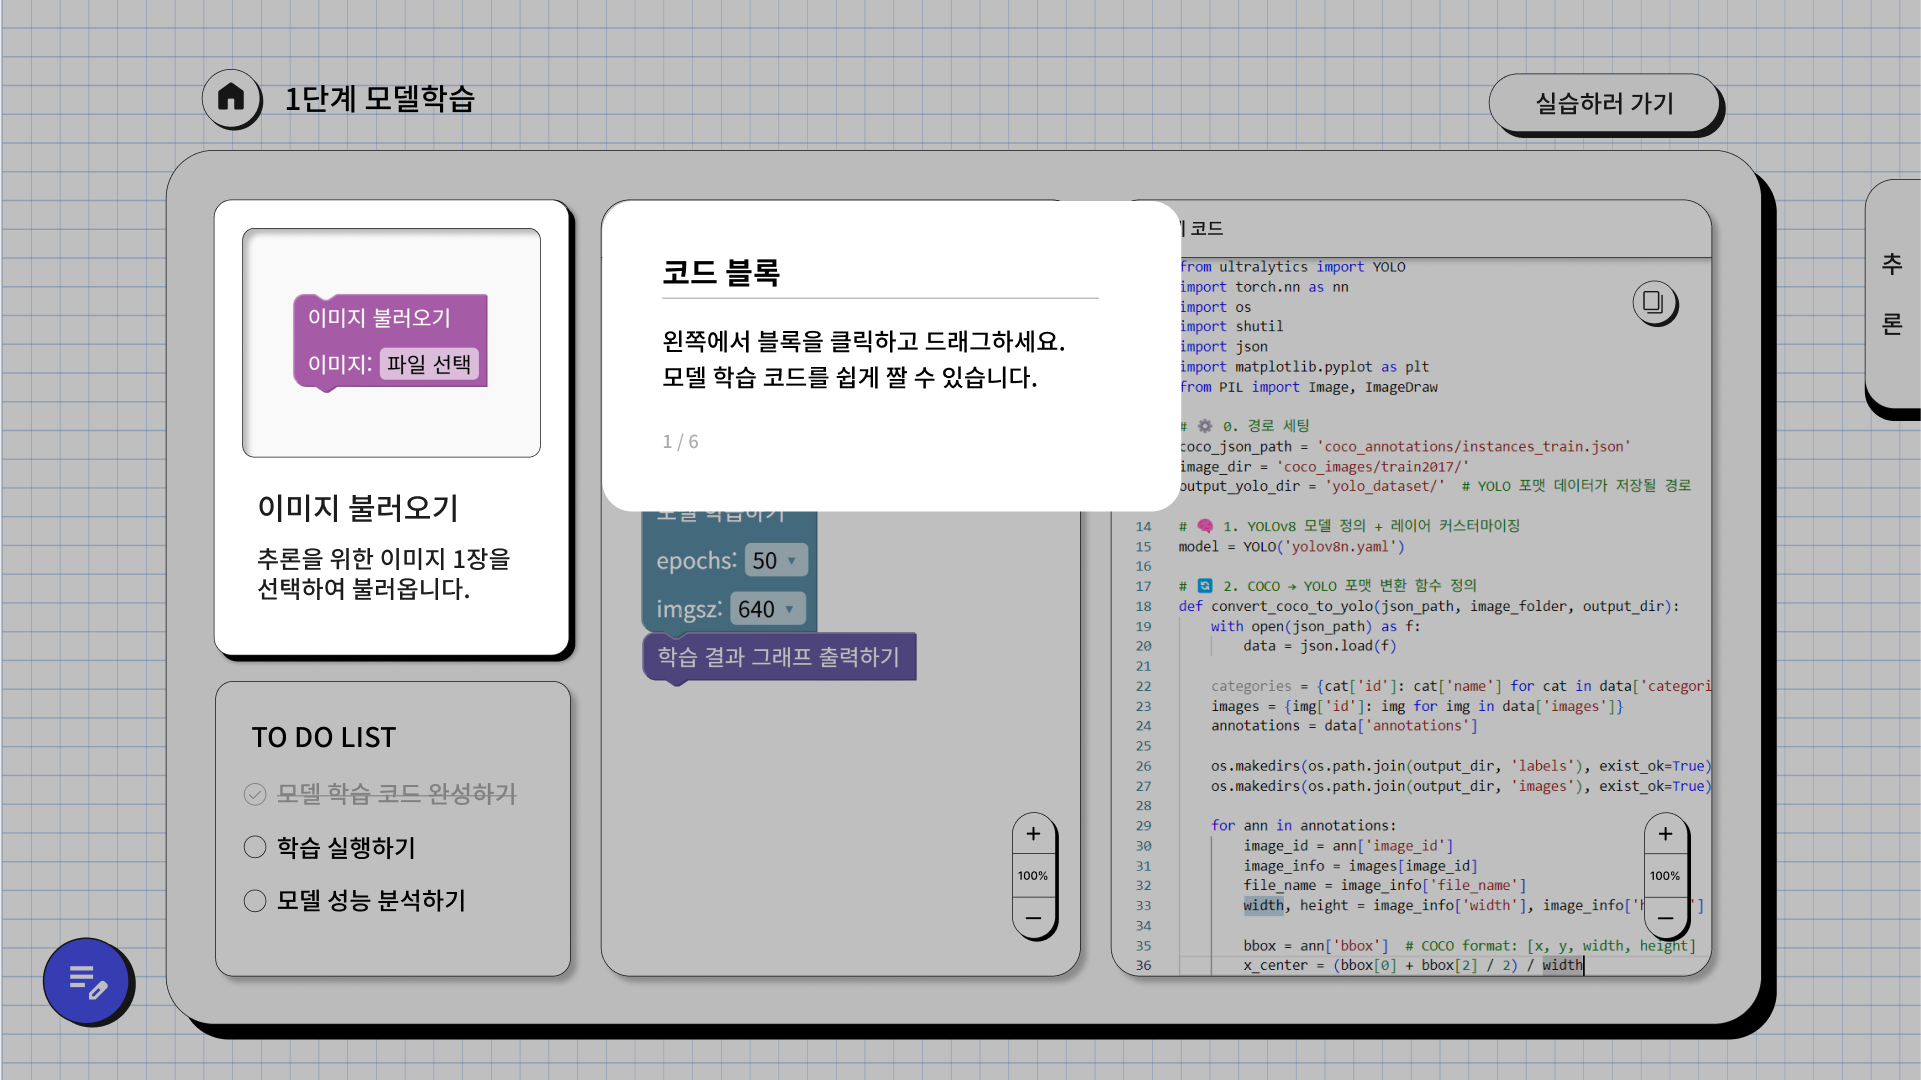 1단계 모델학습
실습하러 가기
이미지 불러오기
이미지: 파일 선택
이미지 불러오기
추론을 위한 이미지 1장을
선택하여 불러옵니다.
TO DO LIST
모델 학습 코드 완성하기
학습 실행하기
모델 성능 분석하기
코드 블록
왼쪽에서 블록을 클릭하고 드래그하세요.
모델 학습 코드를 쉽게 짤 수 있습니다.
1 / 6
모델 학습하기
epochs: 50
imgsz: 640
학습 결과 그래프 출력하기
+
100%
−
코드
from ultralytics import YOLO
import torch.nn as nn
import os
import shutil
import json
import matplotlib.pyplot as plt
from PIL import Image, ImageDraw
# ⚙️ 0. 경로 세팅
coco_json_path = 'coco_annotations/instances_train.json'
image_dir = 'coco_images/train2017/'
output_yolo_dir = 'yolo_dataset/'  # YOLO 포맷 데이터가 저장될 경로
14 # 🧠 1. YOLOv8 모델 정의 + 레이어 커스터마이징
15 model = YOLO('yolov8n.yaml')
16
17 # 🔄 2. COCO → YOLO 포맷 변환 함수 정의
18 def convert_coco_to_yolo(json_path, image_folder, output_dir):
19     with open(json_path) as f:
20         data = json.load(f)
21
22     categories = {cat['id']: cat['name'] for cat in data['categori
23     images = {img['id']: img for img in data['images']}
24     annotations = data['annotations']
25
26     os.makedirs(os.path.join(output_dir, 'labels'), exist_ok=True)
27     os.makedirs(os.path.join(output_dir, 'images'), exist_ok=True)
28
29     for ann in annotations:
30         image_id = ann['image_id']
31         image_info = images[image_id]
32         file_name = image_info['file_name']
33         width, height = image_info['width'], image_info['h '] 
34
35         bbox = ann['bbox']  # COCO format: [x, y, width, height]
36         x_center = (bbox[0] + bbox[2] / 2) / width
+
100%
−
추
론